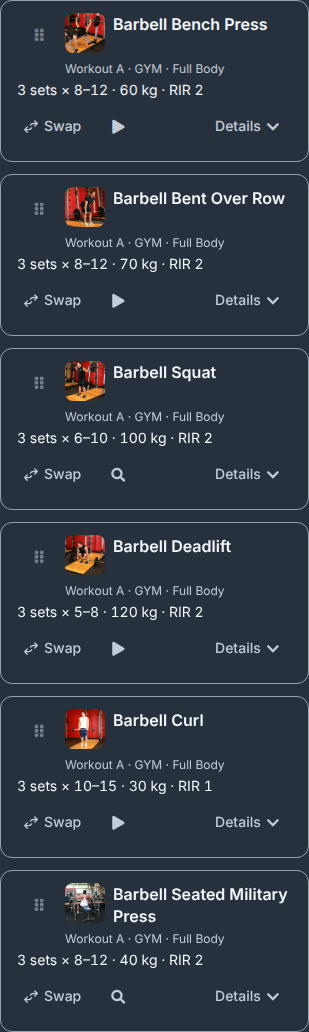 Barbell Bench Press
Workout A · GYM · Full Body
3 sets × 8–12 · 60 kg · RIR 2
Swap Details
Barbell Bent Over Row
Workout A · GYM · Full Body
3 sets × 8–12 · 70 kg · RIR 2
Swap Details
Barbell Squat
Workout A · GYM · Full Body
3 sets × 6–10 · 100 kg · RIR 2
Swap Details
Barbell Deadlift
Workout A · GYM · Full Body
3 sets × 5–8 · 120 kg · RIR 2
Swap Details
Barbell Curl
Workout A · GYM · Full Body
3 sets × 10–15 · 30 kg · RIR 1
Swap Details
Barbell Seated Military
Press
Workout A · GYM · Full Body
3 sets × 8–12 · 40 kg · RIR 2
Swap Details